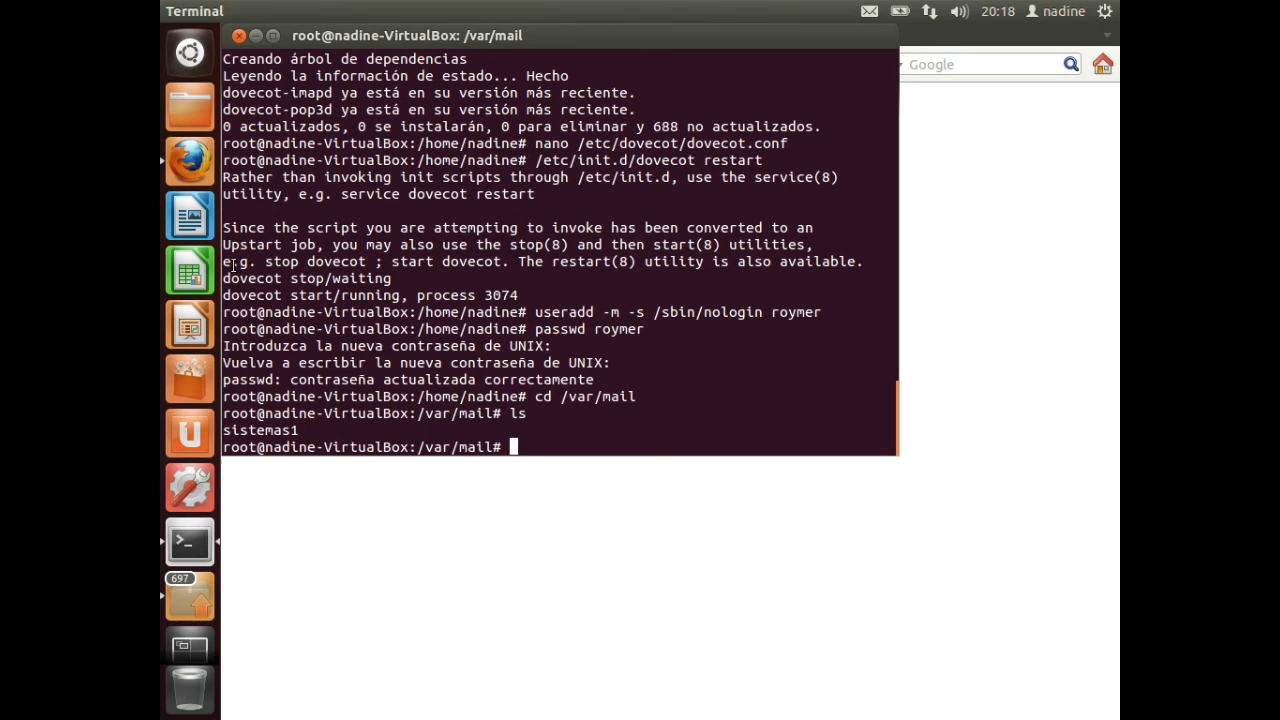 Terminal
20:18
nadine
root@nadine-VirtualBox: /var/mail
Google
Creando árbol de dependencias
Leyendo la información de estado... Hecho
dovecot-imapd ya está en su versión más reciente.
dovecot-pop3d ya está en su versión más reciente.
0 actualizados, 0 se instalarán, 0 para eliminar y 688 no actualizados.
root@nadine-VirtualBox:/home/nadine# nano /etc/dovecot/dovecot.conf
root@nadine-VirtualBox:/home/nadine# /etc/init.d/dovecot restart
Rather than invoking init scripts through /etc/init.d, use the service(8)
utility, e.g. service dovecot restart
Since the script you are attempting to invoke has been converted to an
Upstart job, you may also use the stop(8) and then start(8) utilities,
e.g. stop dovecot ; start dovecot. The restart(8) utility is also available.
dovecot stop/waiting
dovecot start/running, process 3074
root@nadine-VirtualBox:/home/nadine# useradd -m -s /sbin/nologin roymer
root@nadine-VirtualBox:/home/nadine# passwd roymer
Introduzca la nueva contraseña de UNIX:
Vuelva a escribir la nueva contraseña de UNIX:
passwd: contraseña actualizada correctamente
root@nadine-VirtualBox:/home/nadine# cd /var/mail
root@nadine-VirtualBox:/var/mail# ls
sistemas1
root@nadine-VirtualBox:/var/mail#
697